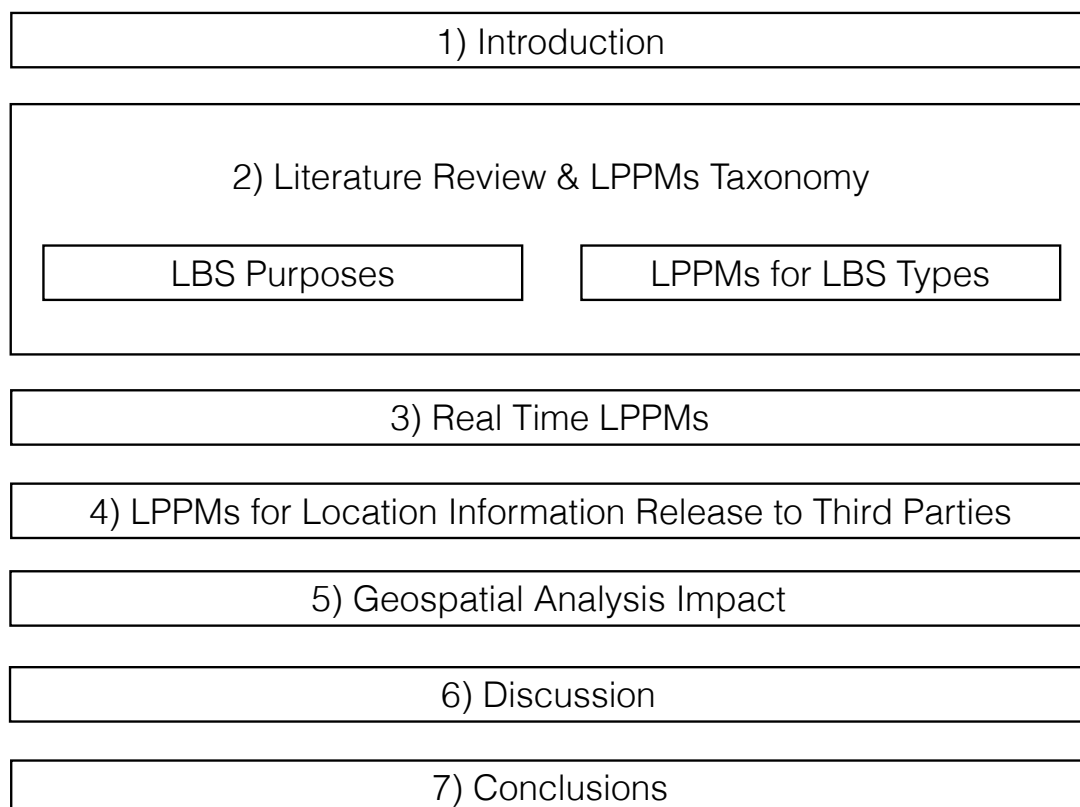 1) Introduction
2) Literature Review & LPPMs Taxonomy
LBS Purposes
LPPMs for LBS Types
3) Real Time LPPMs
4) LPPMs for Location Information Release to Third Parties
5) Geospatial Analysis Impact
6) Discussion
7) Conclusions